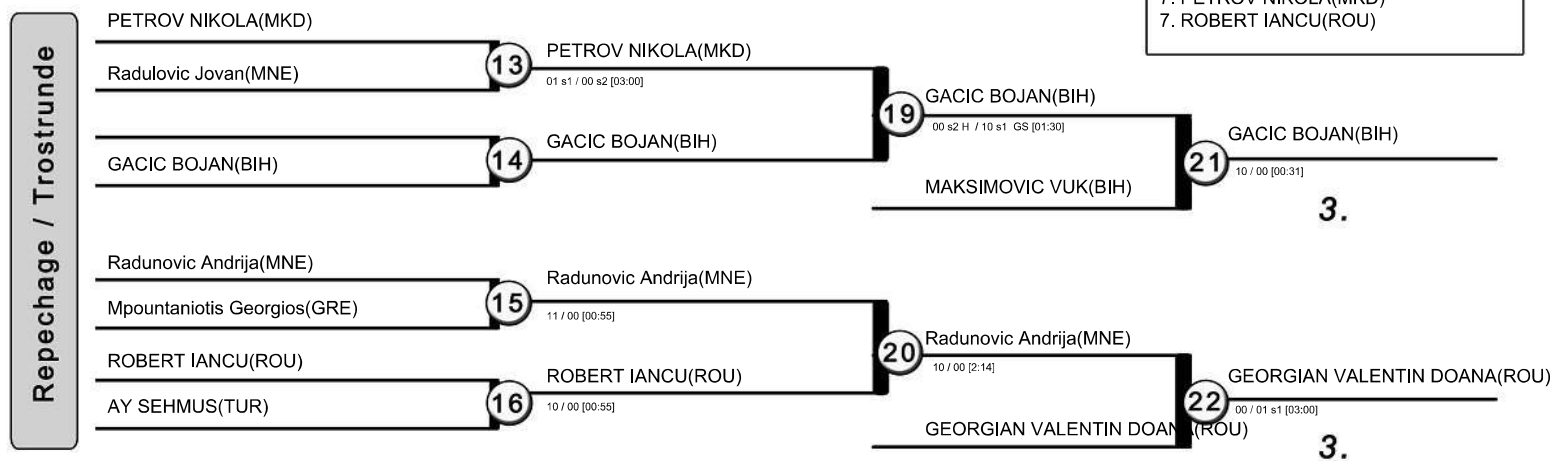 7. PETROV NIKOLA(MKD)
7. ROBERT IANCU(ROU)
Repechage / Trostrunde
PETROV NIKOLA(MKD)
Radulovic Jovan(MNE)
13
PETROV NIKOLA(MKD)
01 s1 / 00 s2 [03:00]
GACIC BOJAN(BIH)
14
GACIC BOJAN(BIH)
19
GACIC BOJAN(BIH)
00 s2 H / 10 s1 GS [01:30]
MAKSIMOVIC VUK(BIH)
21
GACIC BOJAN(BIH)
10 / 00 [00:31]
3.
Radunovic Andrija(MNE)
Mpountaniotis Georgios(GRE)
15
Radunovic Andrija(MNE)
11 / 00 [00:55]
ROBERT IANCU(ROU)
AY SEHMUS(TUR)
16
ROBERT IANCU(ROU)
10 / 00 [00:55]
20
Radunovic Andrija(MNE)
10 / 00 [2:14]
GEORGIAN VALENTIN DOANA(ROU)
22
GEORGIAN VALENTIN DOANA(ROU)
00 / 01 s1 [03:00]
3.